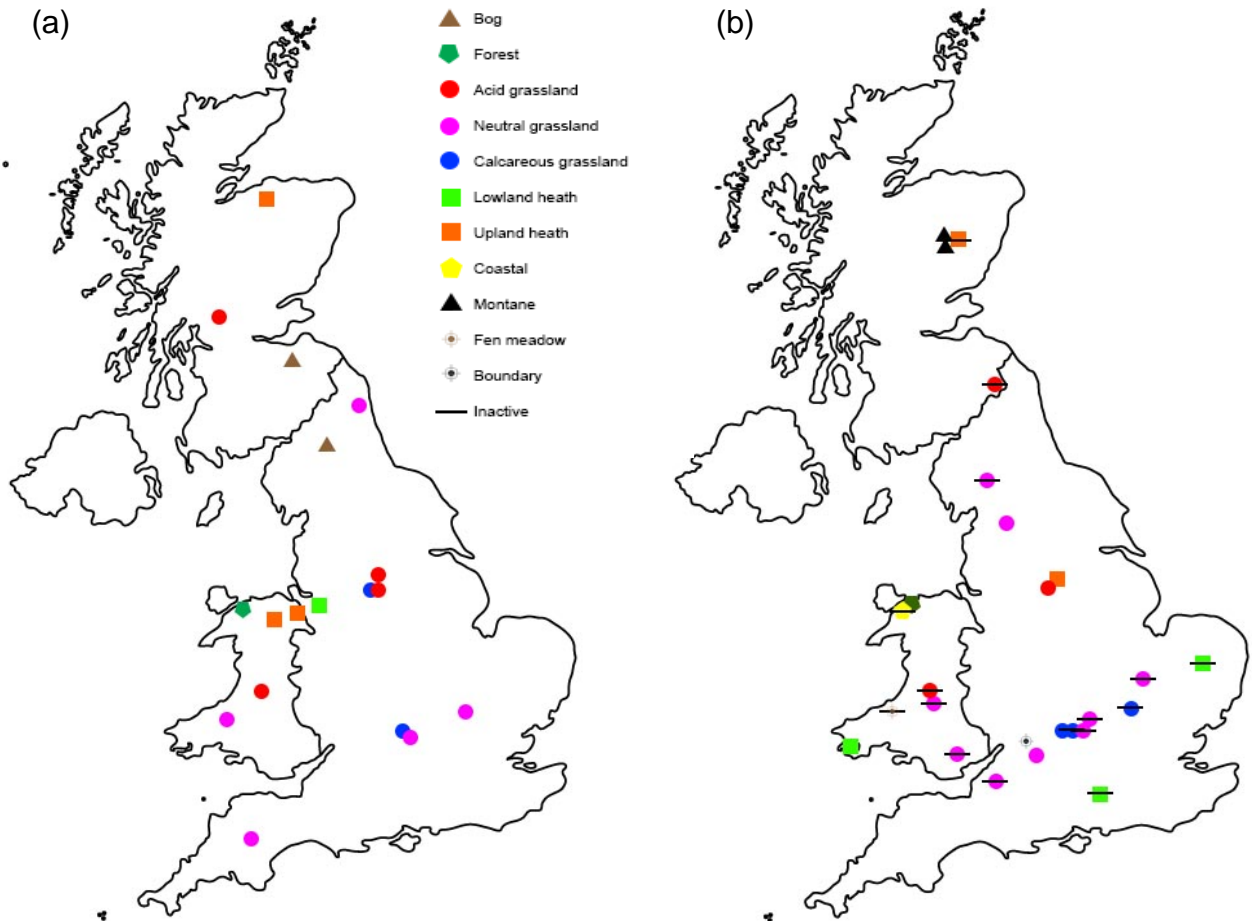 (a)
(b)
Bog
Forest
Acid grassland
Neutral grassland
Calcareous grassland
Lowland heath
Upland heath
Coastal
Montane
Fen meadow
Boundary
Inactive